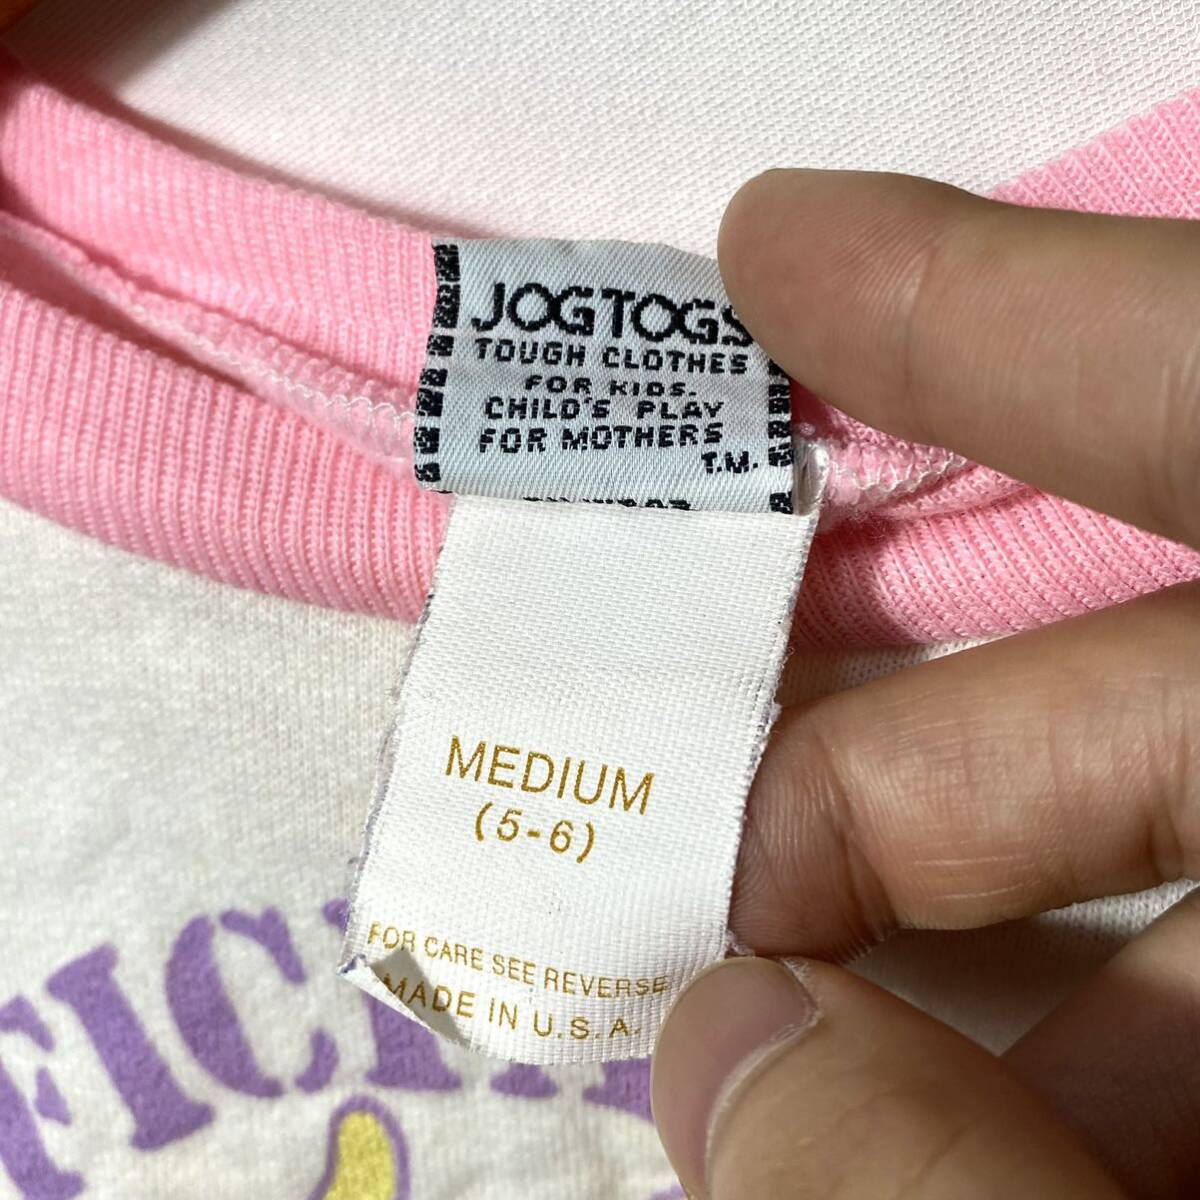 JOGTOGS
TOUGH CLOTHES
FOR KIDS.
CHILD'S PLAY
FOR MOTHERS
T.M.
MEDIUM
(5-6)
FOR CARE SEE REVERSE
MADE IN U.S.A.